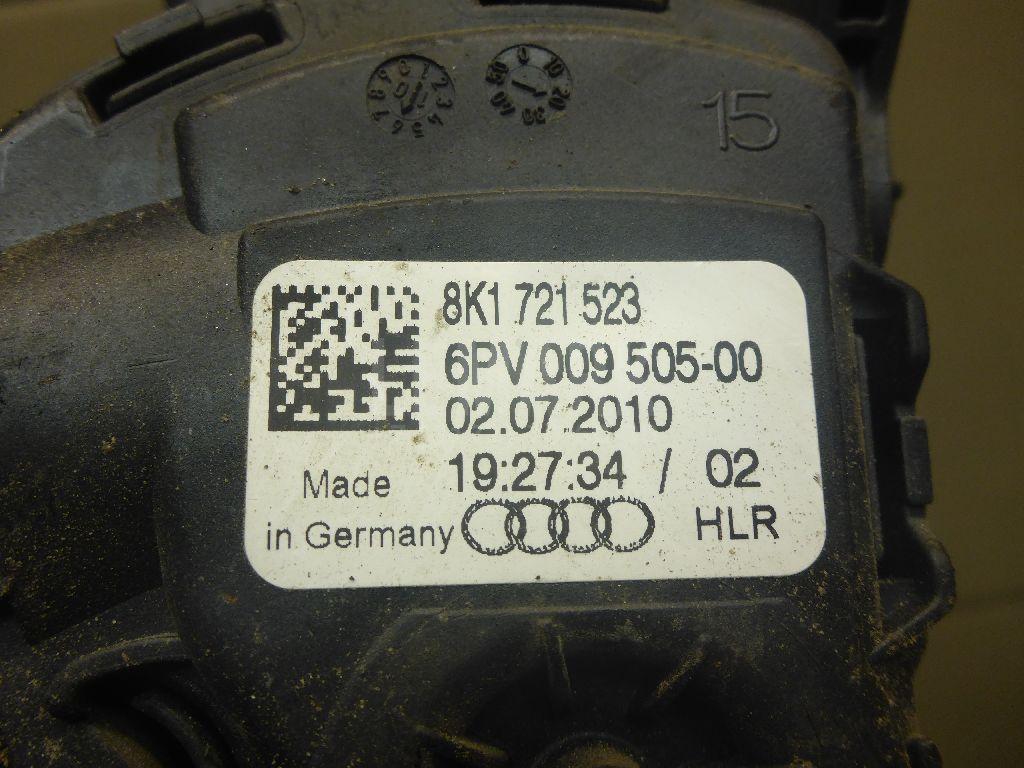 15
8K1 721 523
6PV 009 505-00
02.07.2010
19:27:34 / 02
Made
in Germany
HLR